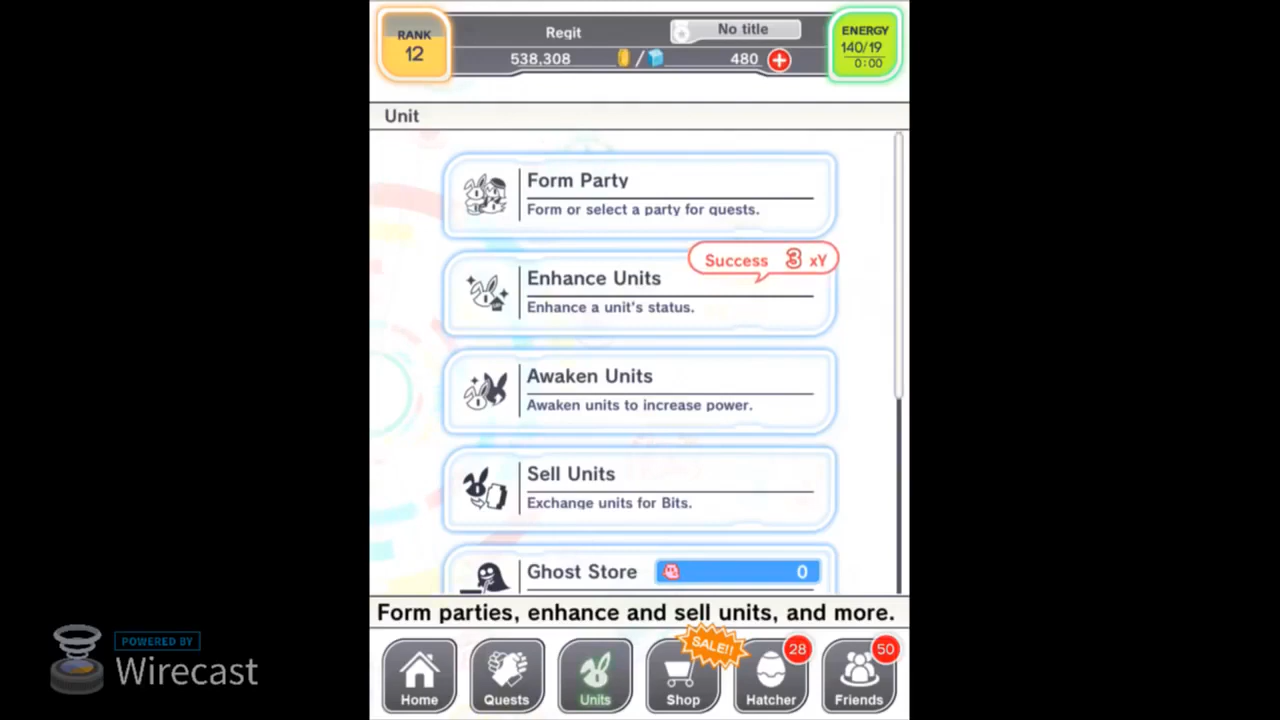 RANK
12
Regit
No title
538,308
/
480
ENERGY
140/19
0:00
Unit
Form Party
Form or select a party for quests.
Success 3 xY
Enhance Units
Enhance a unit's status.
Awaken Units
Awaken units to increase power.
Sell Units
Exchange units for Bits.
Ghost Store
0
Form parties, enhance and sell units, and more.
SALE!!
28
50
Home
Quests
Units
Shop
Hatcher
Friends
POWERED BY
Wirecast